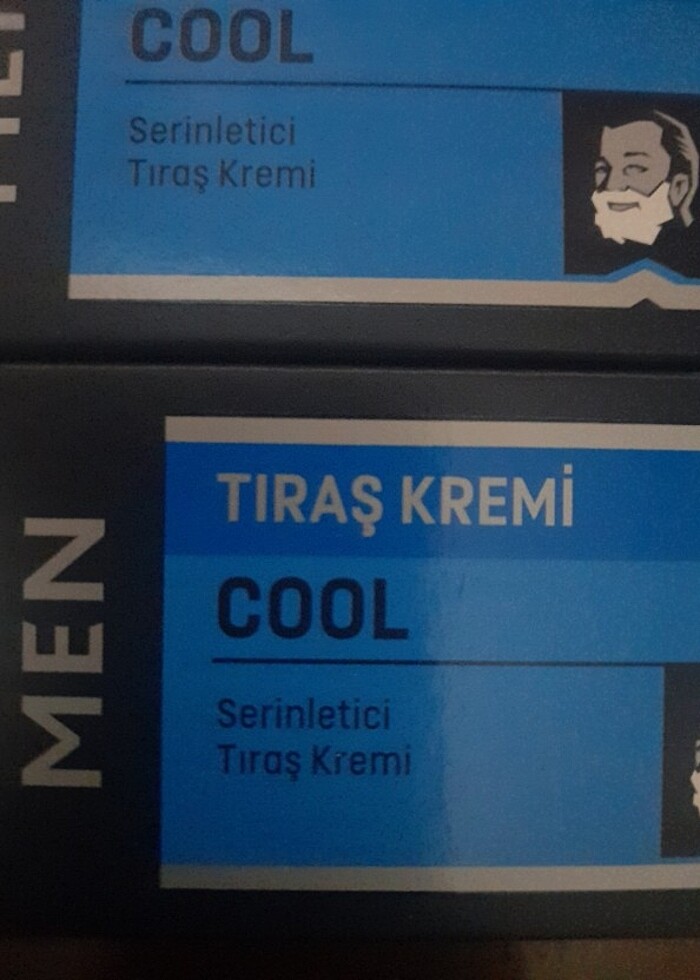 COOL
Serinletici
Tıraş Kremi
MEN
TIRAŞ KREMİ
COOL
Serinletici
Tıraş Kremi